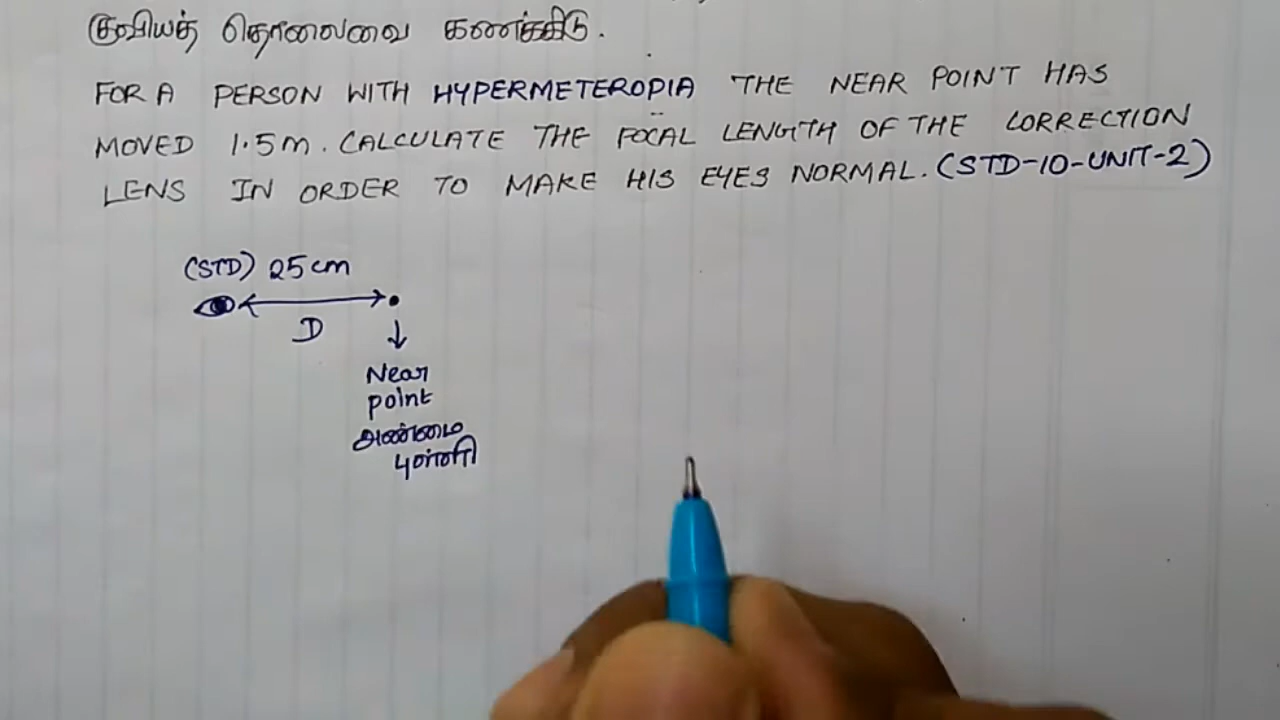 குவியத் தொலைவை கணக்கிடு.
FOR A PERSON WITH HYPERMETEROPIA THE NEAR POINT HAS
MOVED 1.5m. CALCULATE THE FOCAL LENGTH OF THE CORRECTION
LENS IN ORDER TO MAKE HIS EYES NORMAL. (STD-10-UNIT-2)
(STD) 25cm
D
Near
point
அண்மை
புள்ளி